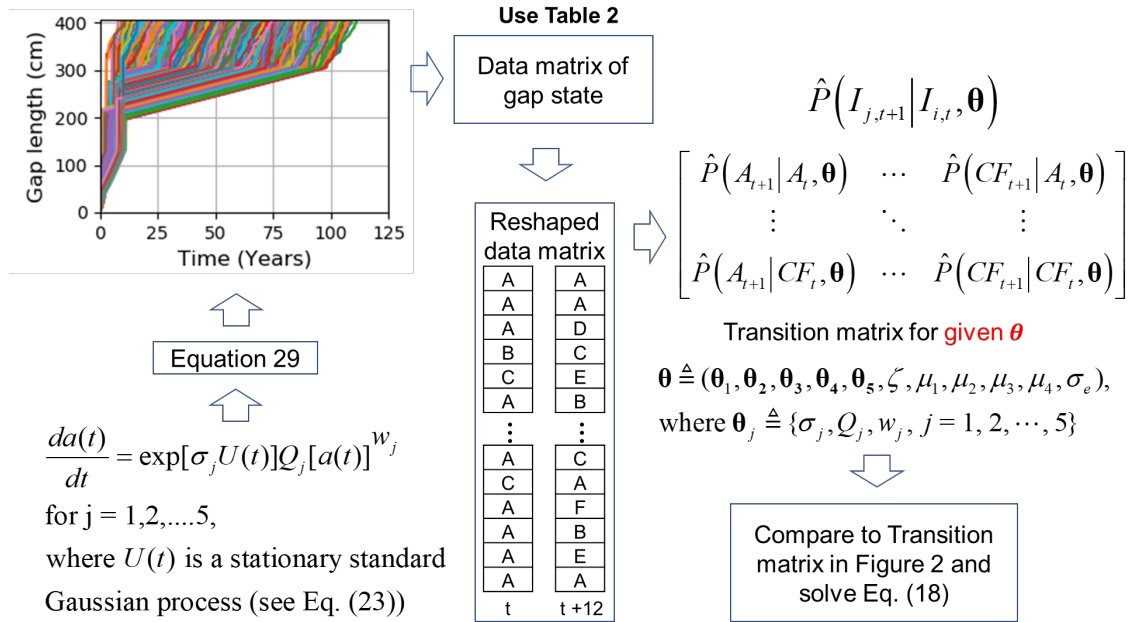 400
300
200
100
0
Gap length (cm)
0 25 50 75 100 125
Time (Years)
Equation 29
da(t)/dt = exp[σ_j U(t)]Q_j[a(t)]^{w_j}
for j = 1,2,....5,
where U(t) is a stationary standard
Gaussian process (see Eq. (23))
Use Table 2
Data matrix of
gap state
Reshaped
data matrix
A A
A A
A D
B C
C E
A B
⋮ ⋮
A C
C A
A F
A B
A E
A A
t t +12
P̂(I_{j,t+1}|I_{i,t},θ)
P̂(A_{t+1}|A_t,θ) ⋯ P̂(CF_{t+1}|A_t,θ)
⋮ ⋱ ⋮
P̂(A_{t+1}|CF_t,θ) ⋯ P̂(CF_{t+1}|CF_t,θ)
Transition matrix for given θ
θ ≜ (θ₁,θ₂,θ₃,θ₄,θ₅,ζ,μ₁,μ₂,μ₃,μ₄,σ_e),
where θ_j ≜ {σ_j,Q_j,w_j, j = 1, 2, ⋯, 5}
Compare to Transition
matrix in Figure 2 and
solve Eq. (18)